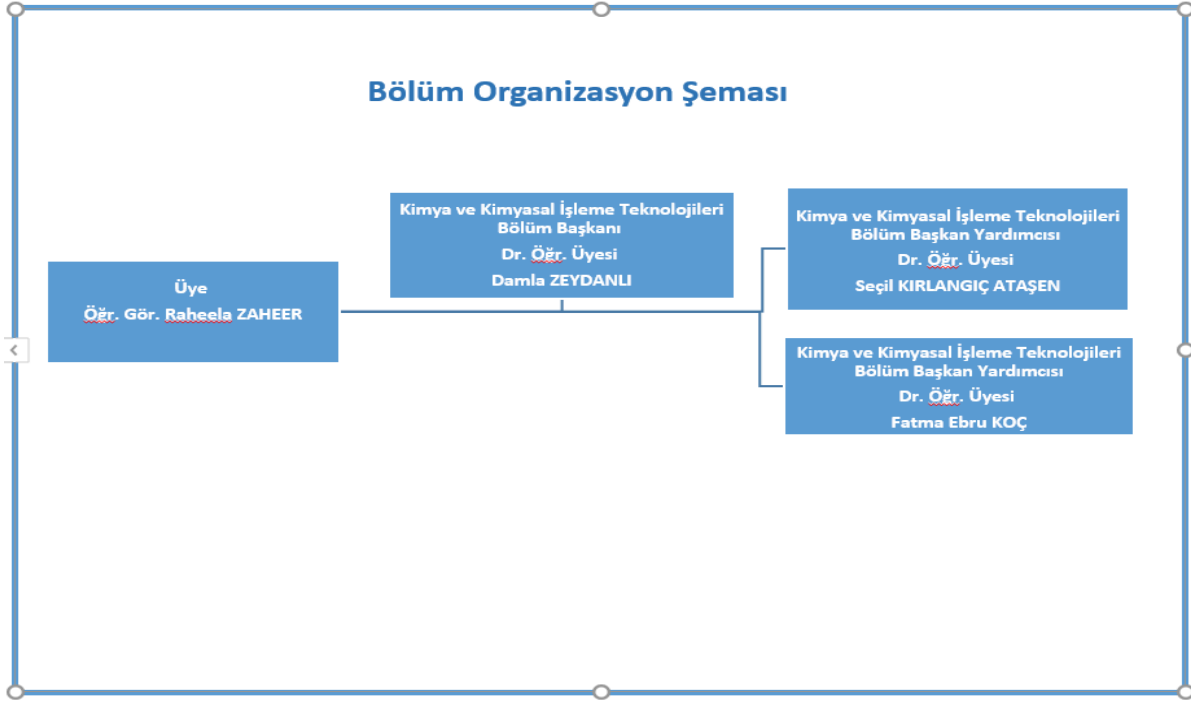 Bölüm Organizasyon Şeması
Üye
Öğr. Gör. Raheela ZAHEER
Kimya ve Kimyasal İşleme Teknolojileri
Bölüm Başkanı
Dr. Öğr. Üyesi
Damla ZEYDANLI
Kimya ve Kimyasal İşleme Teknolojileri
Bölüm Başkan Yardımcısı
Dr. Öğr. Üyesi
Seçil KIRLANGIÇ ATAŞEN
Kimya ve Kimyasal İşleme Teknolojileri
Bölüm Başkan Yardımcısı
Dr. Öğr. Üyesi
Fatma Ebru KOÇ